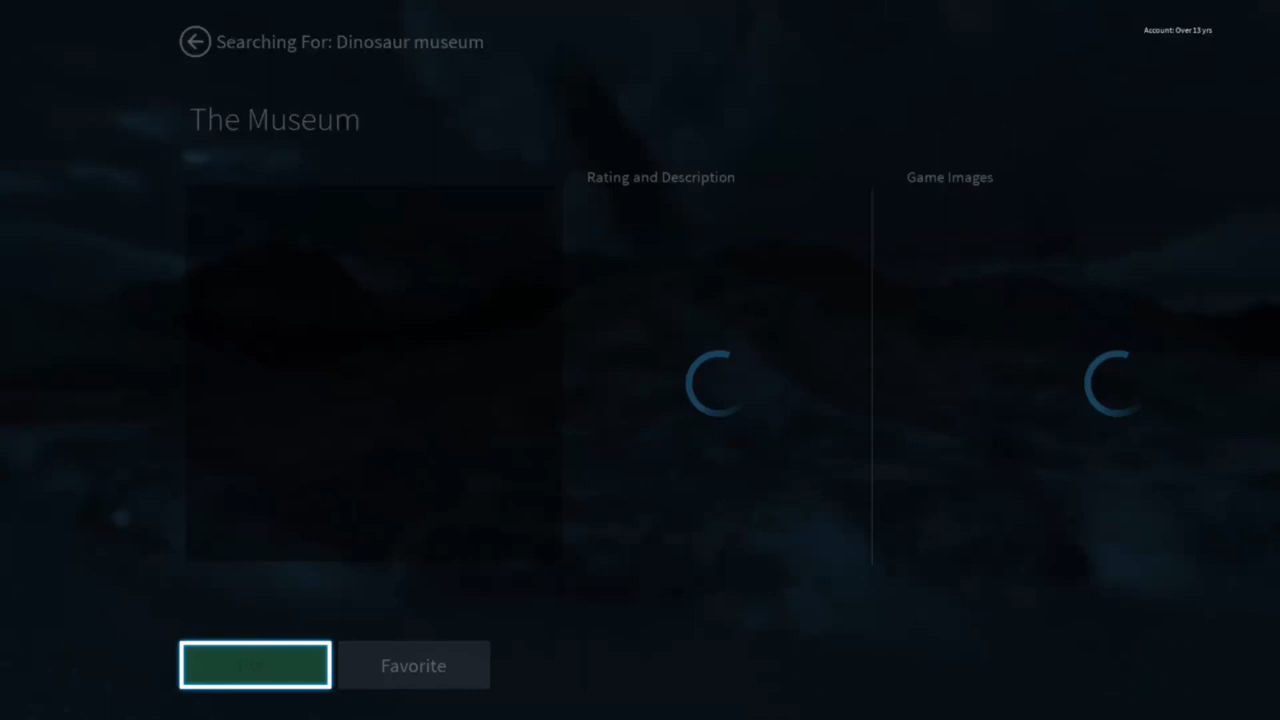 Searching For: Dinosaur museum
Account: Over 13 yrs
The Museum
Rating and Description
Game Images
Favorite